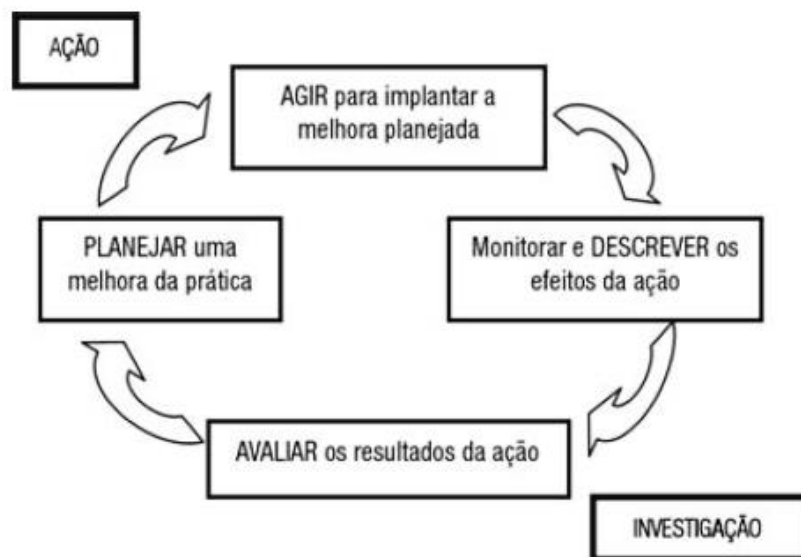 AÇÃO
AGIR para implantar a
melhora planejada
PLANEJAR uma
melhora da prática
Monitorar e DESCREVER os
efeitos da ação
AVALIAR os resultados da ação
INVESTIGAÇÃO